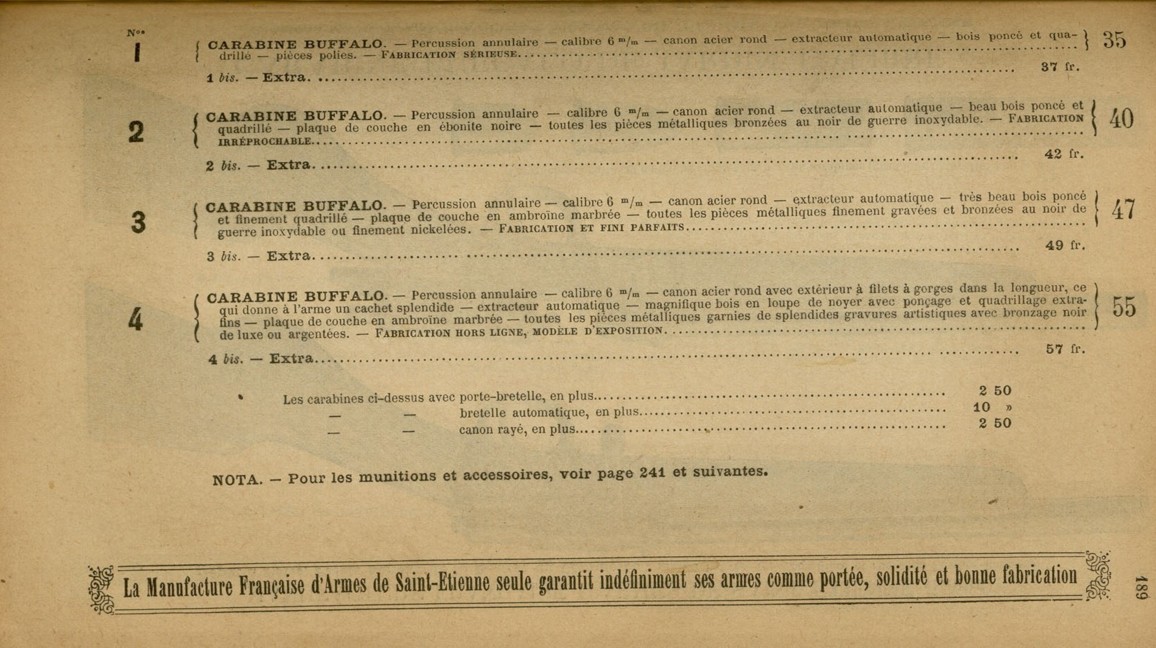 Nos
1 { CARABINE BUFFALO. — Percussion annulaire — calibre 6 m/m — canon acier rond — extracteur automatique — bois poncé et qua- } 35
drillé — pièces polies. — FABRICATION SÉRIEUSE.
1 bis. — Extra. 37 fr.
2 { CARABINE BUFFALO. — Percussion annulaire — calibre 6 m/m — canon acier rond — extracteur automatique — beau bois poncé et } 40
quadrillé — plaque de couche en ébonite noire — toutes les pièces métalliques bronzées au noir de guerre inoxydable. — FABRICATION
IRRÉPROCHABLE.
2 bis. — Extra. 42 fr.
3 { CARABINE BUFFALO. — Percussion annulaire — calibre 6 m/m — canon acier rond — extracteur automatique — très beau bois poncé } 47
et finement quadrillé — plaque de couche en ambroïne marbrée — toutes les pièces métalliques finement gravées et bronzées au noir de
guerre inoxydable ou finement nickelées. — FABRICATION ET FINI PARFAITS.
3 bis. — Extra. 49 fr.
4 { CARABINE BUFFALO. — Percussion annulaire — calibre 6 m/m — canon acier rond avec extérieur à filets à gorges dans la longueur, ce } 55
qui donne à l'arme un cachet splendide — extracteur automatique — magnifique bois en loupe de noyer avec ponçage et quadrillage extra-
fins — plaque de couche en ambroïne marbrée — toutes les pièces métalliques garnies de splendides gravures artistiques avec bronzage noir
de luxe ou argentées. — FABRICATION HORS LIGNE, MODÈLE D'EXPOSITION.
4 bis. — Extra. 57 fr.
Les carabines ci-dessus avec porte-bretelle, en plus. 2 50
— — bretelle automatique, en plus. 10 »
— — canon rayé, en plus. 2 50
NOTA. — Pour les munitions et accessoires, voir page 241 et suivantes.
La Manufacture Française d'Armes de Saint-Etienne seule garantit indéfiniment ses armes comme portée, solidité et bonne fabrication
189